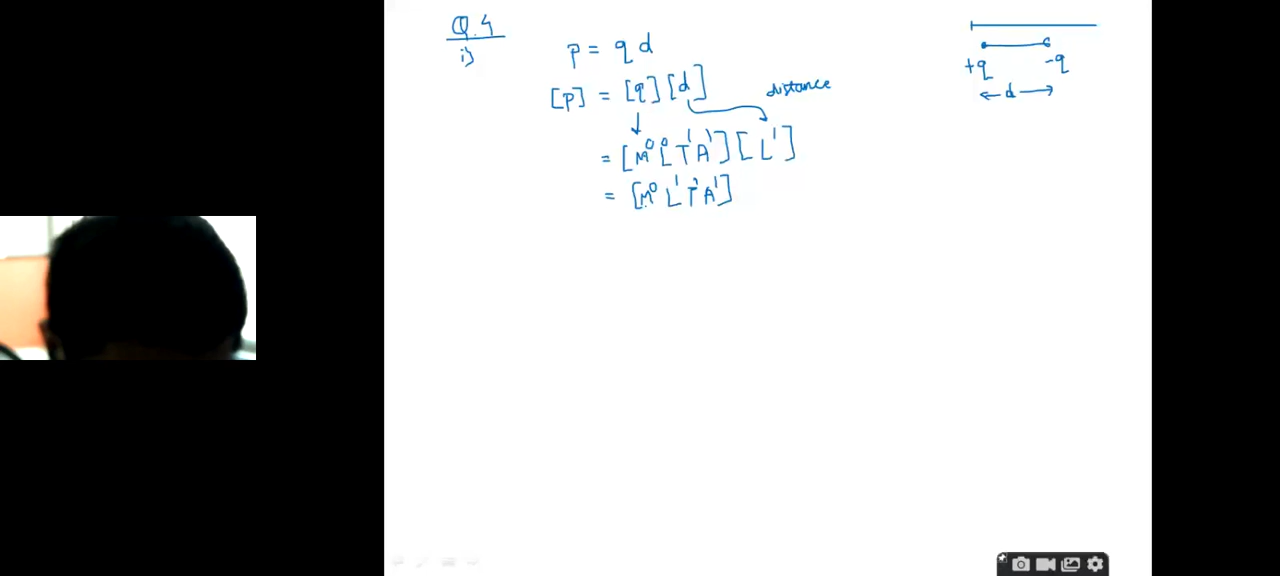 Q.4
i)
p = q d
[p] = [q] [d]
distance
= [M⁰ L⁰ T¹ A¹] [L¹]
= [M⁰ L¹ T¹ A¹]
+q -q
d